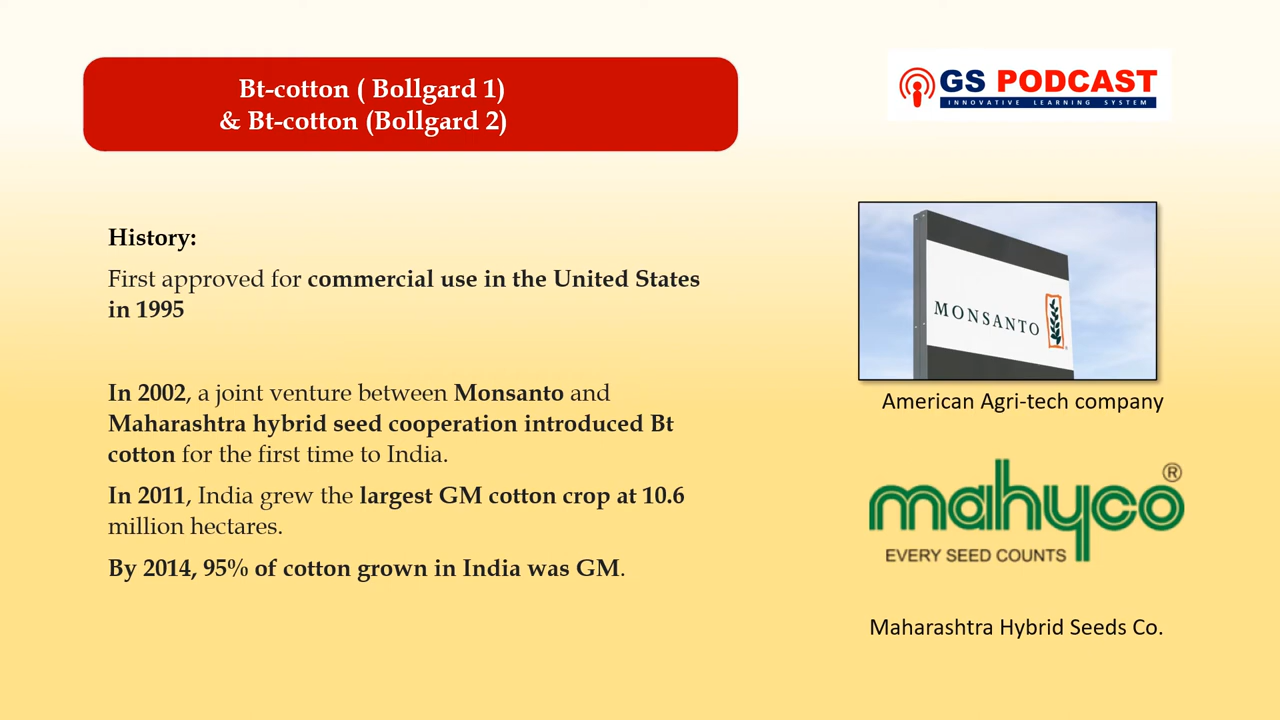 Bt-cotton ( Bollgard 1)
& Bt-cotton (Bollgard 2)
GS PODCAST
INNOVATIVE LEARNING SYSTEM
History:
First approved for commercial use in the United States
in 1995
In 2002, a joint venture between Monsanto and
Maharashtra hybrid seed cooperation introduced Bt
cotton for the first time to India.
In 2011, India grew the largest GM cotton crop at 10.6
million hectares.
By 2014, 95% of cotton grown in India was GM.
MONSANTO
American Agri-tech company
mahyco®
EVERY SEED COUNTS
Maharashtra Hybrid Seeds Co.